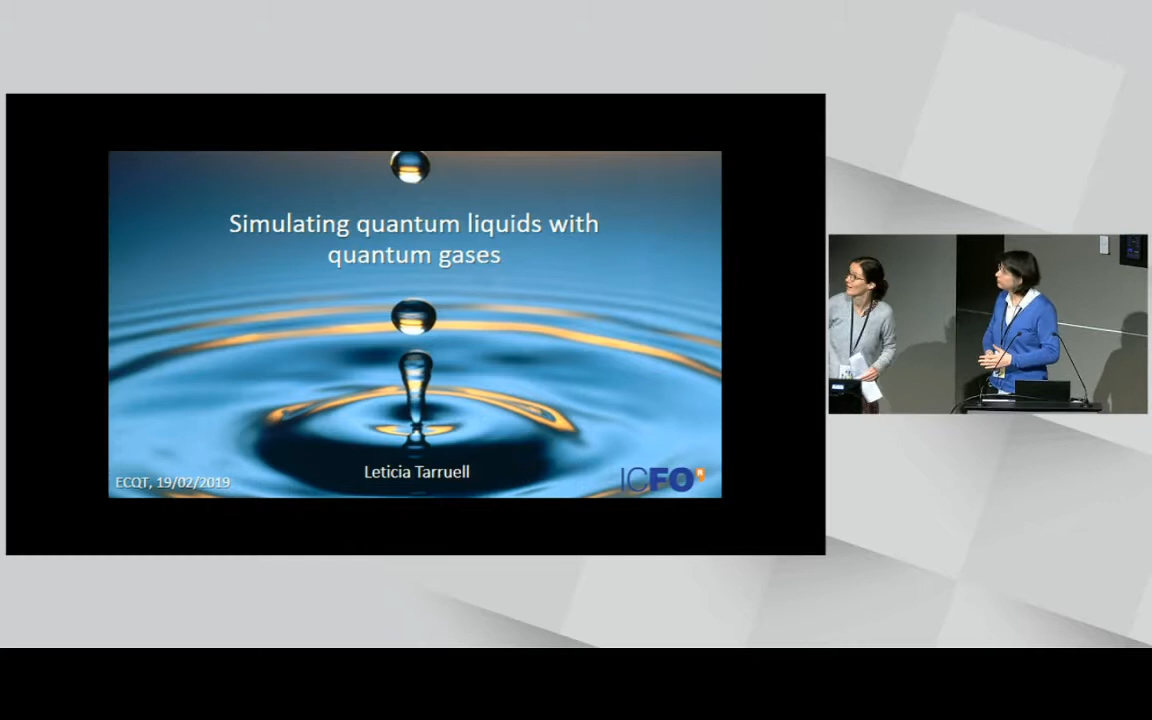 Simulating quantum liquids with
quantum gases
Leticia Tarruell
ECQT, 19/02/2019
ICFO